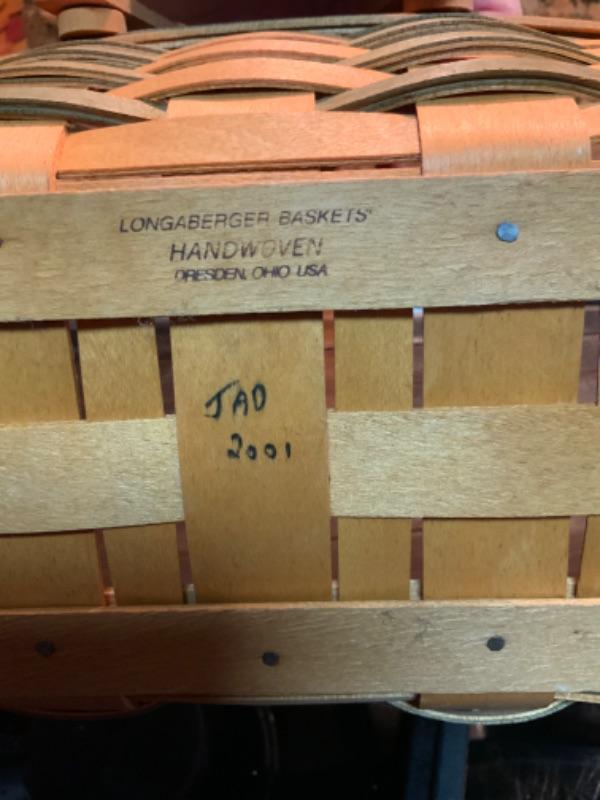 LONGABERGER BASKETS®
HANDWOVEN
DRESDEN, OHIO USA
JAD
2001